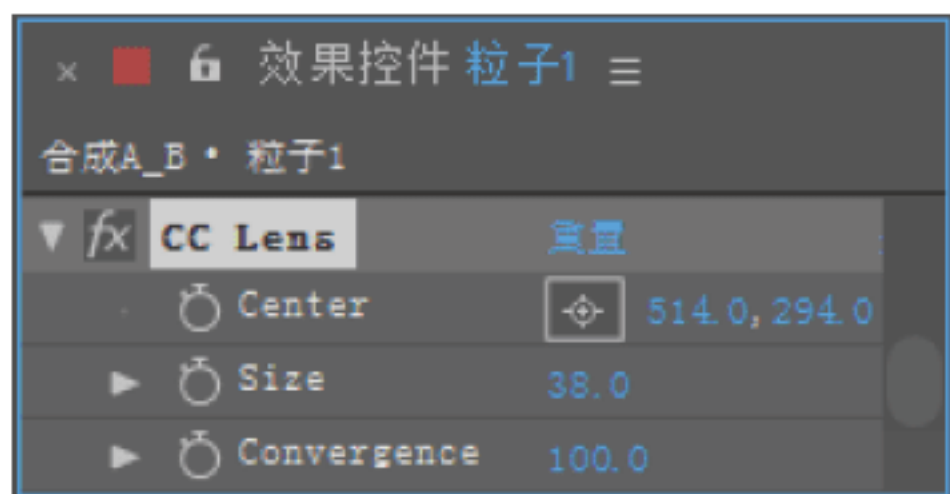 效果控件 粒子1
合成A_B • 粒子1
fx CC Lens 重置
Center 514.0, 294.0
Size 38.0
Convergence 100.0